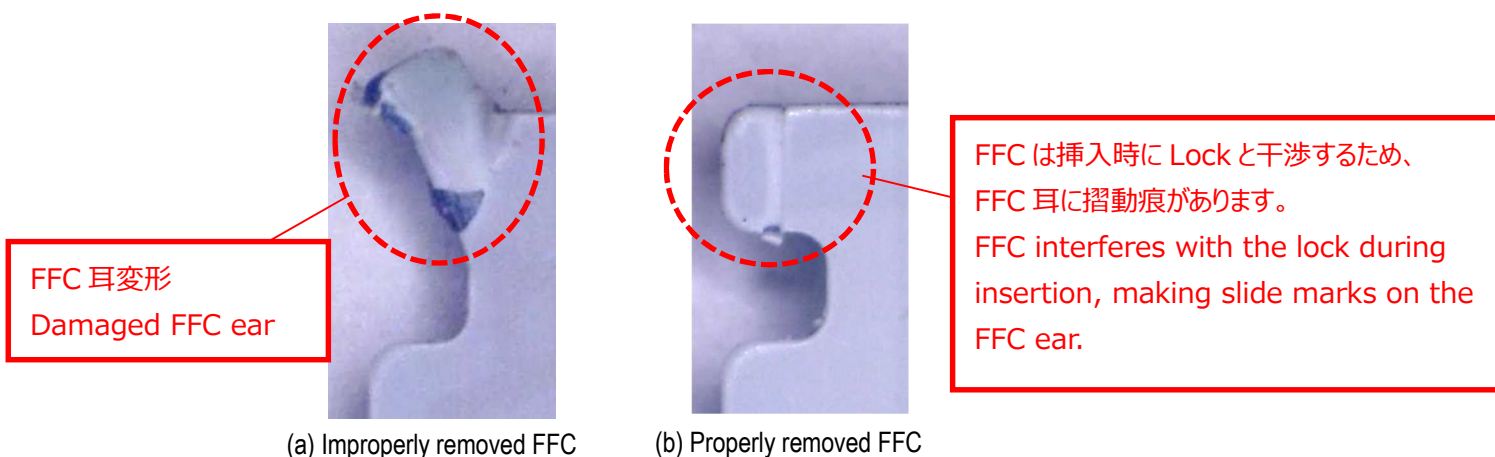 FFC 耳変形
Damaged FFC ear
FFC は挿入時に Lock と干渉するため、
FFC 耳に摺動痕があります。
FFC interferes with the lock during
insertion, making slide marks on the
FFC ear.
(a) Improperly removed FFC
(b) Properly removed FFC